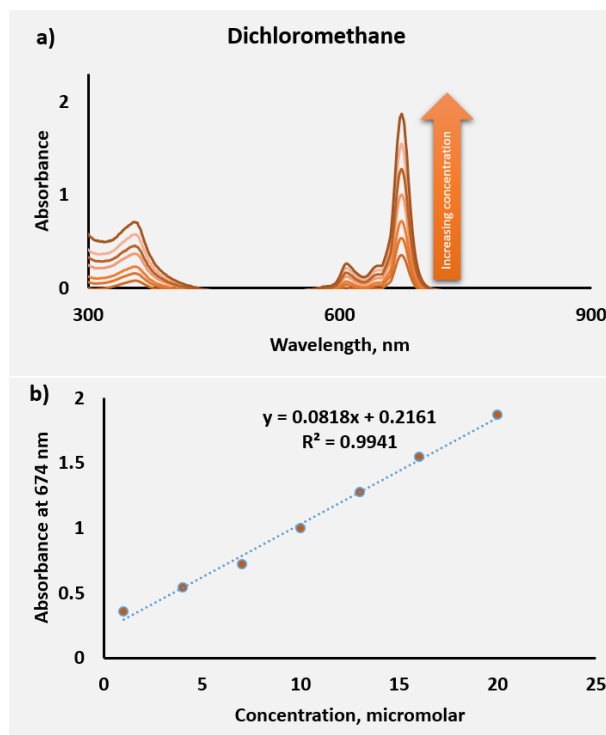 a)
Dichloromethane
2
1
0
Absorbance
Increasing concentration
300
600
900
Wavelength, nm
b)
2
1.5
1
0.5
0
Absorbance at 674 nm
y = 0.0818x + 0.2161
R² = 0.9941
0
5
10
15
20
25
Concentration, micromolar